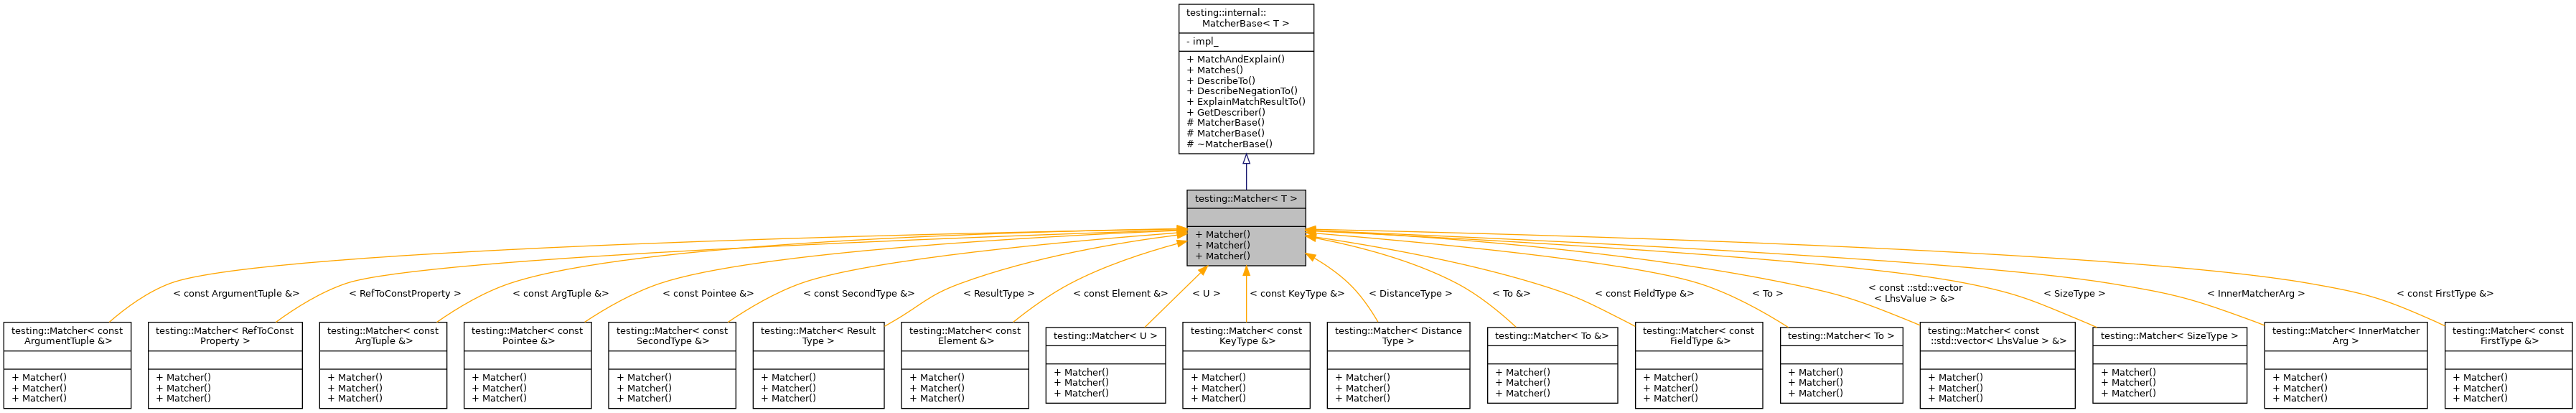 testing::internal::
MatcherBase< T >
- impl_
+ MatchAndExplain()
+ Matches()
+ DescribeTo()
+ DescribeNegationTo()
+ ExplainMatchResultTo()
+ GetDescriber()
# MatcherBase()
# MatcherBase()
# ~MatcherBase()
testing::Matcher< T >
+ Matcher()
+ Matcher()
+ Matcher()
< const ArgumentTuple &>
< RefToConstProperty >
< const ArgTuple &>
< const Pointee &>
< const SecondType &>
< ResultType >
< const Element &>
< U >
< const KeyType &>
< DistanceType >
< To &>
< const FieldType &>
< To >
< const ::std::vector
< LhsValue > &>
< SizeType >
< InnerMatcherArg >
< const FirstType &>
testing::Matcher< const
ArgumentTuple &>
+ Matcher()
+ Matcher()
+ Matcher()
testing::Matcher< RefToConst
Property >
+ Matcher()
+ Matcher()
+ Matcher()
testing::Matcher< const
ArgTuple &>
+ Matcher()
+ Matcher()
+ Matcher()
testing::Matcher< const
Pointee &>
+ Matcher()
+ Matcher()
+ Matcher()
testing::Matcher< const
SecondType &>
+ Matcher()
+ Matcher()
+ Matcher()
testing::Matcher< Result
Type >
+ Matcher()
+ Matcher()
+ Matcher()
testing::Matcher< const
Element &>
+ Matcher()
+ Matcher()
+ Matcher()
testing::Matcher< U >
+ Matcher()
+ Matcher()
+ Matcher()
testing::Matcher< const
KeyType &>
+ Matcher()
+ Matcher()
+ Matcher()
testing::Matcher< Distance
Type >
+ Matcher()
+ Matcher()
+ Matcher()
testing::Matcher< To &>
+ Matcher()
+ Matcher()
+ Matcher()
testing::Matcher< const
FieldType &>
+ Matcher()
+ Matcher()
+ Matcher()
testing::Matcher< To >
+ Matcher()
+ Matcher()
+ Matcher()
testing::Matcher< const
::std::vector< LhsValue > &>
+ Matcher()
+ Matcher()
+ Matcher()
testing::Matcher< SizeType >
+ Matcher()
+ Matcher()
+ Matcher()
testing::Matcher< InnerMatcher
Arg >
+ Matcher()
+ Matcher()
+ Matcher()
testing::Matcher< const
FirstType &>
+ Matcher()
+ Matcher()
+ Matcher()